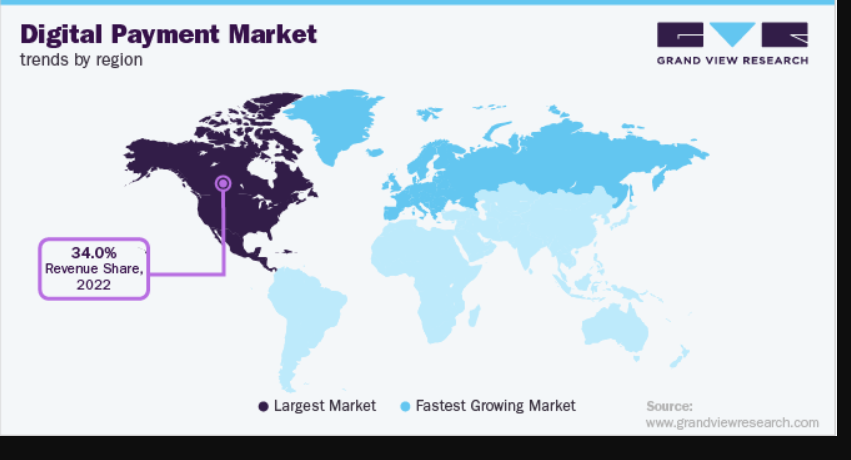 Digital Payment Market
trends by region
GRAND VIEW RESEARCH
34.0%
Revenue Share,
2022
Largest Market
Fastest Growing Market
Source:
www.grandviewresearch.com